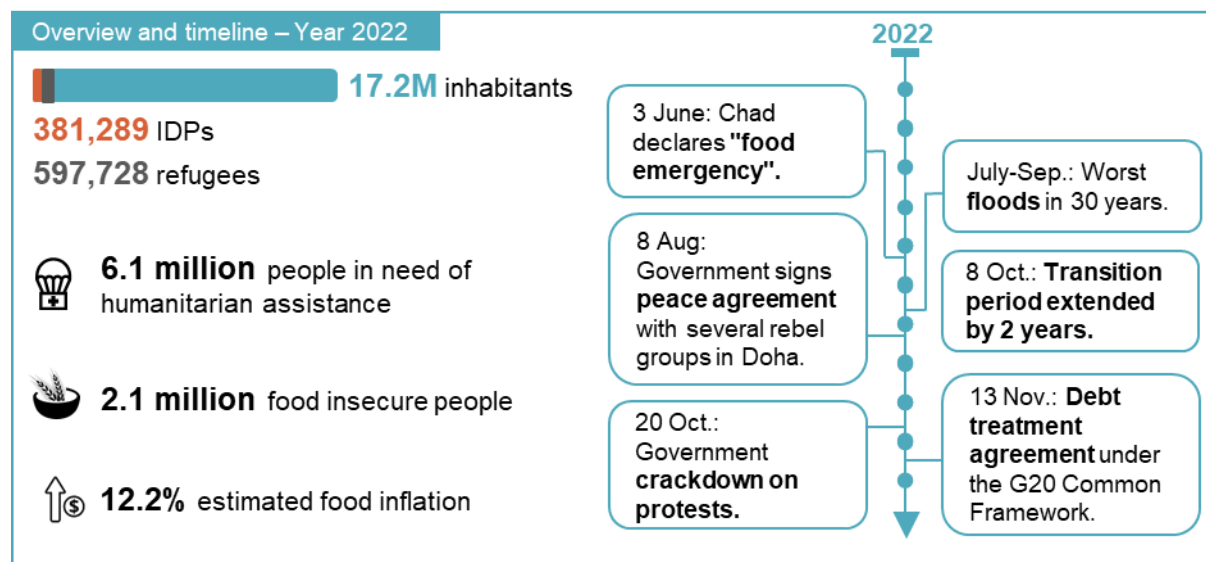 Overview and timeline – Year 2022
17.2M inhabitants
381,289 IDPs
597,728 refugees
6.1 million people in need of
humanitarian assistance
2.1 million food insecure people
12.2% estimated food inflation
2022
3 June: Chad
declares "food
emergency".
July-Sep.: Worst
floods in 30 years.
8 Aug:
Government signs
peace agreement
with several rebel
groups in Doha.
8 Oct.: Transition
period extended
by 2 years.
20 Oct.:
Government
crackdown on
protests.
13 Nov.: Debt
treatment
agreement under
the G20 Common
Framework.